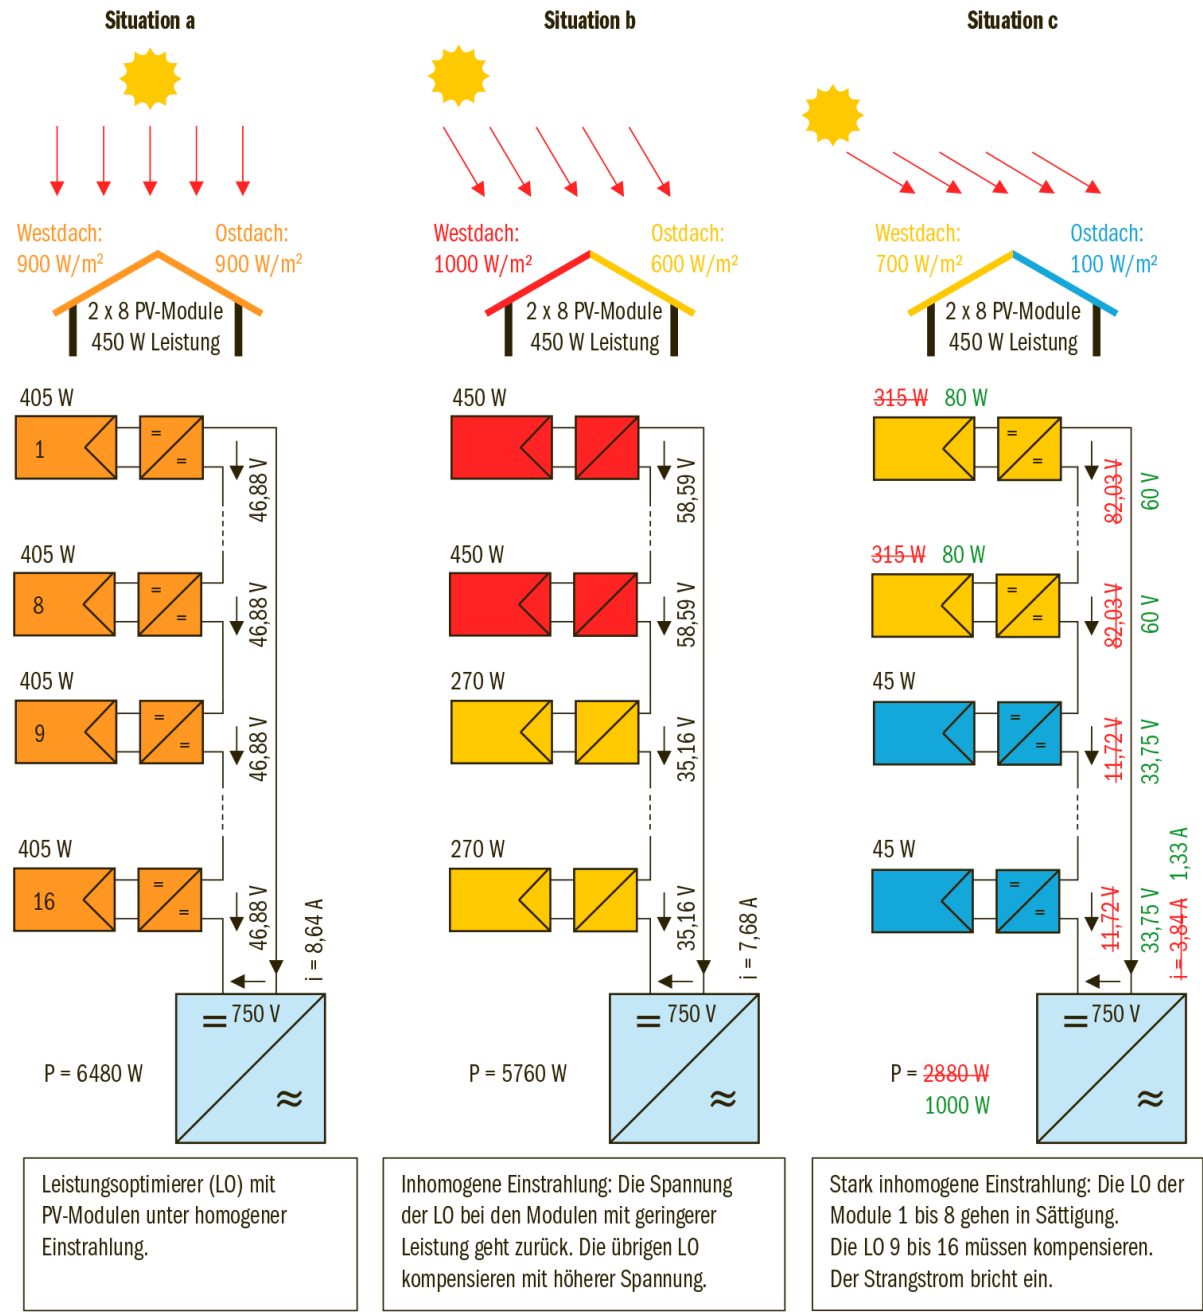 Situation a
Situation b
Situation c
Westdach:
900 W/m²
Ostdach:
900 W/m²
2 x 8 PV-Module
450 W Leistung
Westdach:
1000 W/m²
Ostdach:
600 W/m²
2 x 8 PV-Module
450 W Leistung
Westdach:
700 W/m²
Ostdach:
100 W/m²
2 x 8 PV-Module
450 W Leistung
405 W
1
=
=
46,88 V
405 W
8
=
=
46,88 V
405 W
9
=
=
46,88 V
405 W
16
=
=
46,88 V
i = 8,64 A
= 750 V
≈
P = 6480 W
450 W
58,59 V
450 W
58,59 V
270 W
35,16 V
270 W
35,16 V
i = 7,68 A
= 750 V
≈
P = 5760 W
315 W 80 W
=
=
82,03 V
60 V
315 W 80 W
=
=
82,03 V
60 V
45 W
=
=
11,72 V
33,75 V
45 W
=
=
11,72 V
33,75 V
i = 3,84 A 1,33 A
= 750 V
≈
P = 2880 W
1000 W
Leistungsoptimierer (LO) mit
PV-Modulen unter homogener
Einstrahlung.
Inhomogene Einstrahlung: Die Spannung
der LO bei den Modulen mit geringerer
Leistung geht zurück. Die übrigen LO
kompensieren mit höherer Spannung.
Stark inhomogene Einstrahlung: Die LO der
Module 1 bis 8 gehen in Sättigung.
Die LO 9 bis 16 müssen kompensieren.
Der Strangstrom bricht ein.